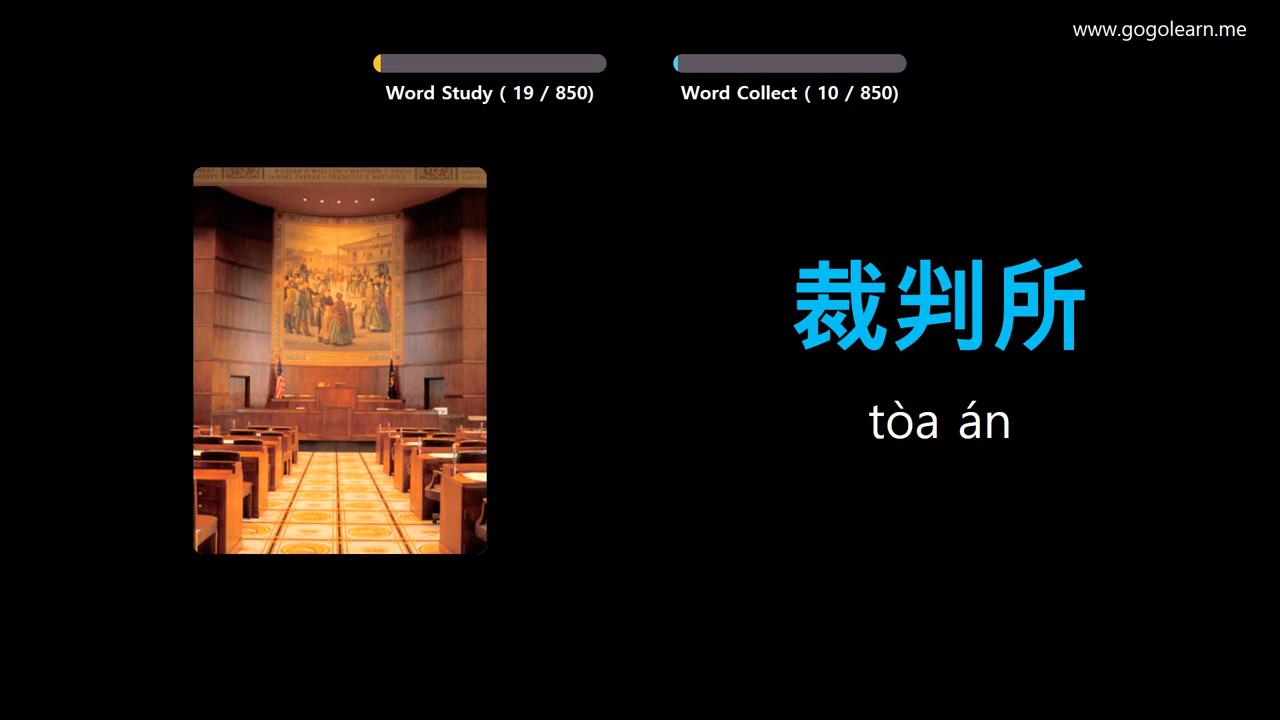 www.gogolearn.me
Word Study ( 19 / 850)
Word Collect ( 10 / 850)
裁判所
tòa án